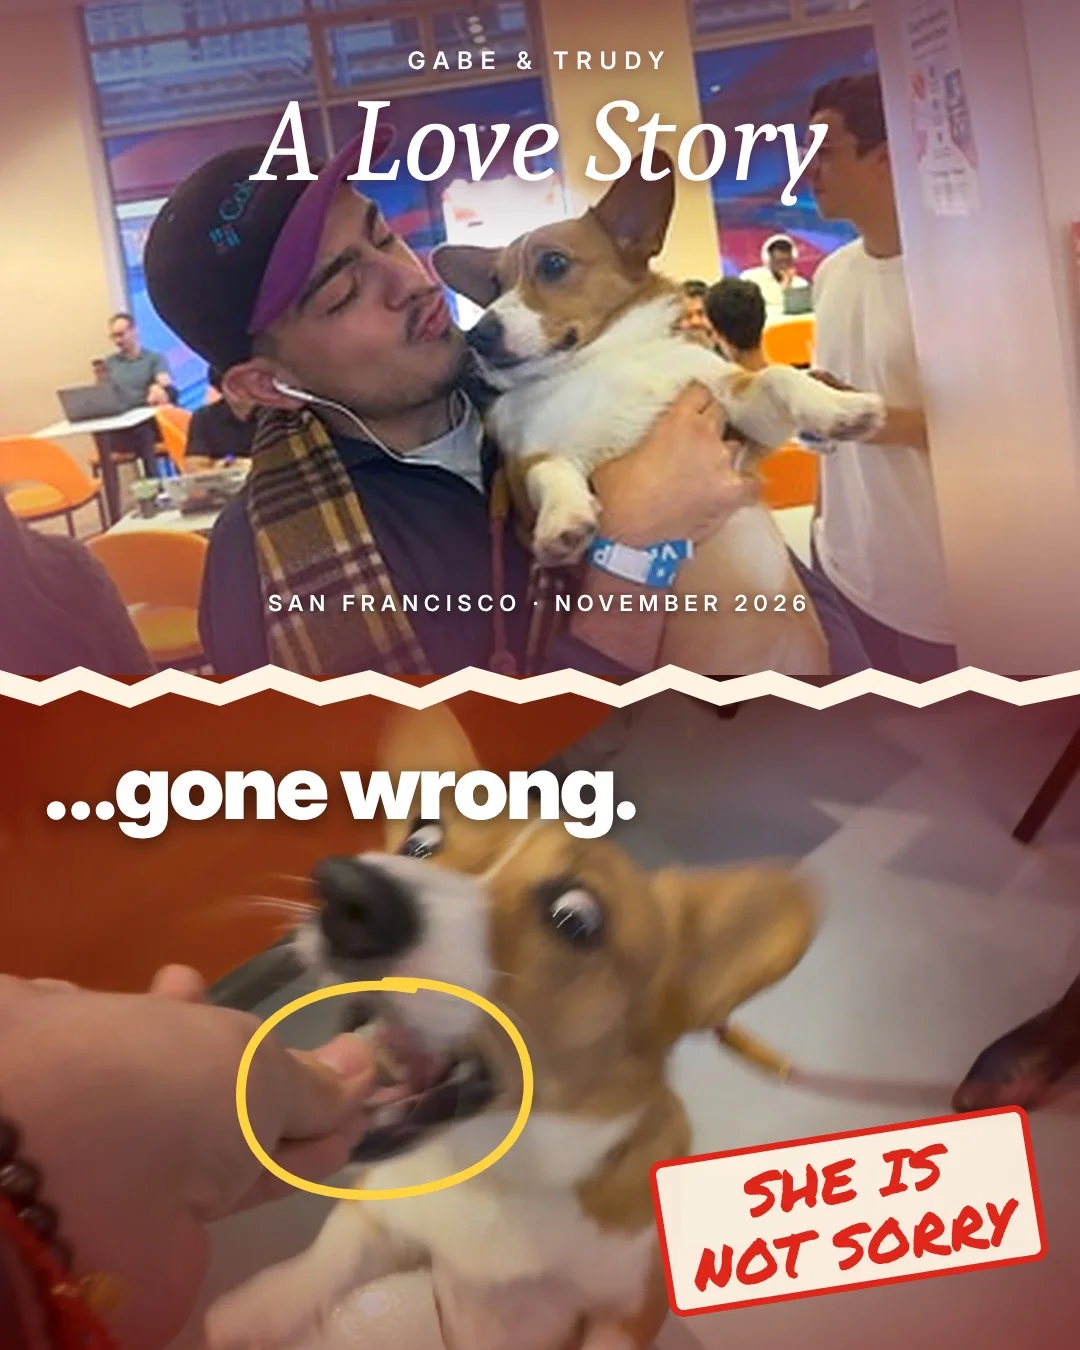 GABE & TRUDY
A Love Story
SAN FRANCISCO · NOVEMBER 2026
...gone wrong.
SHE IS
NOT SORRY